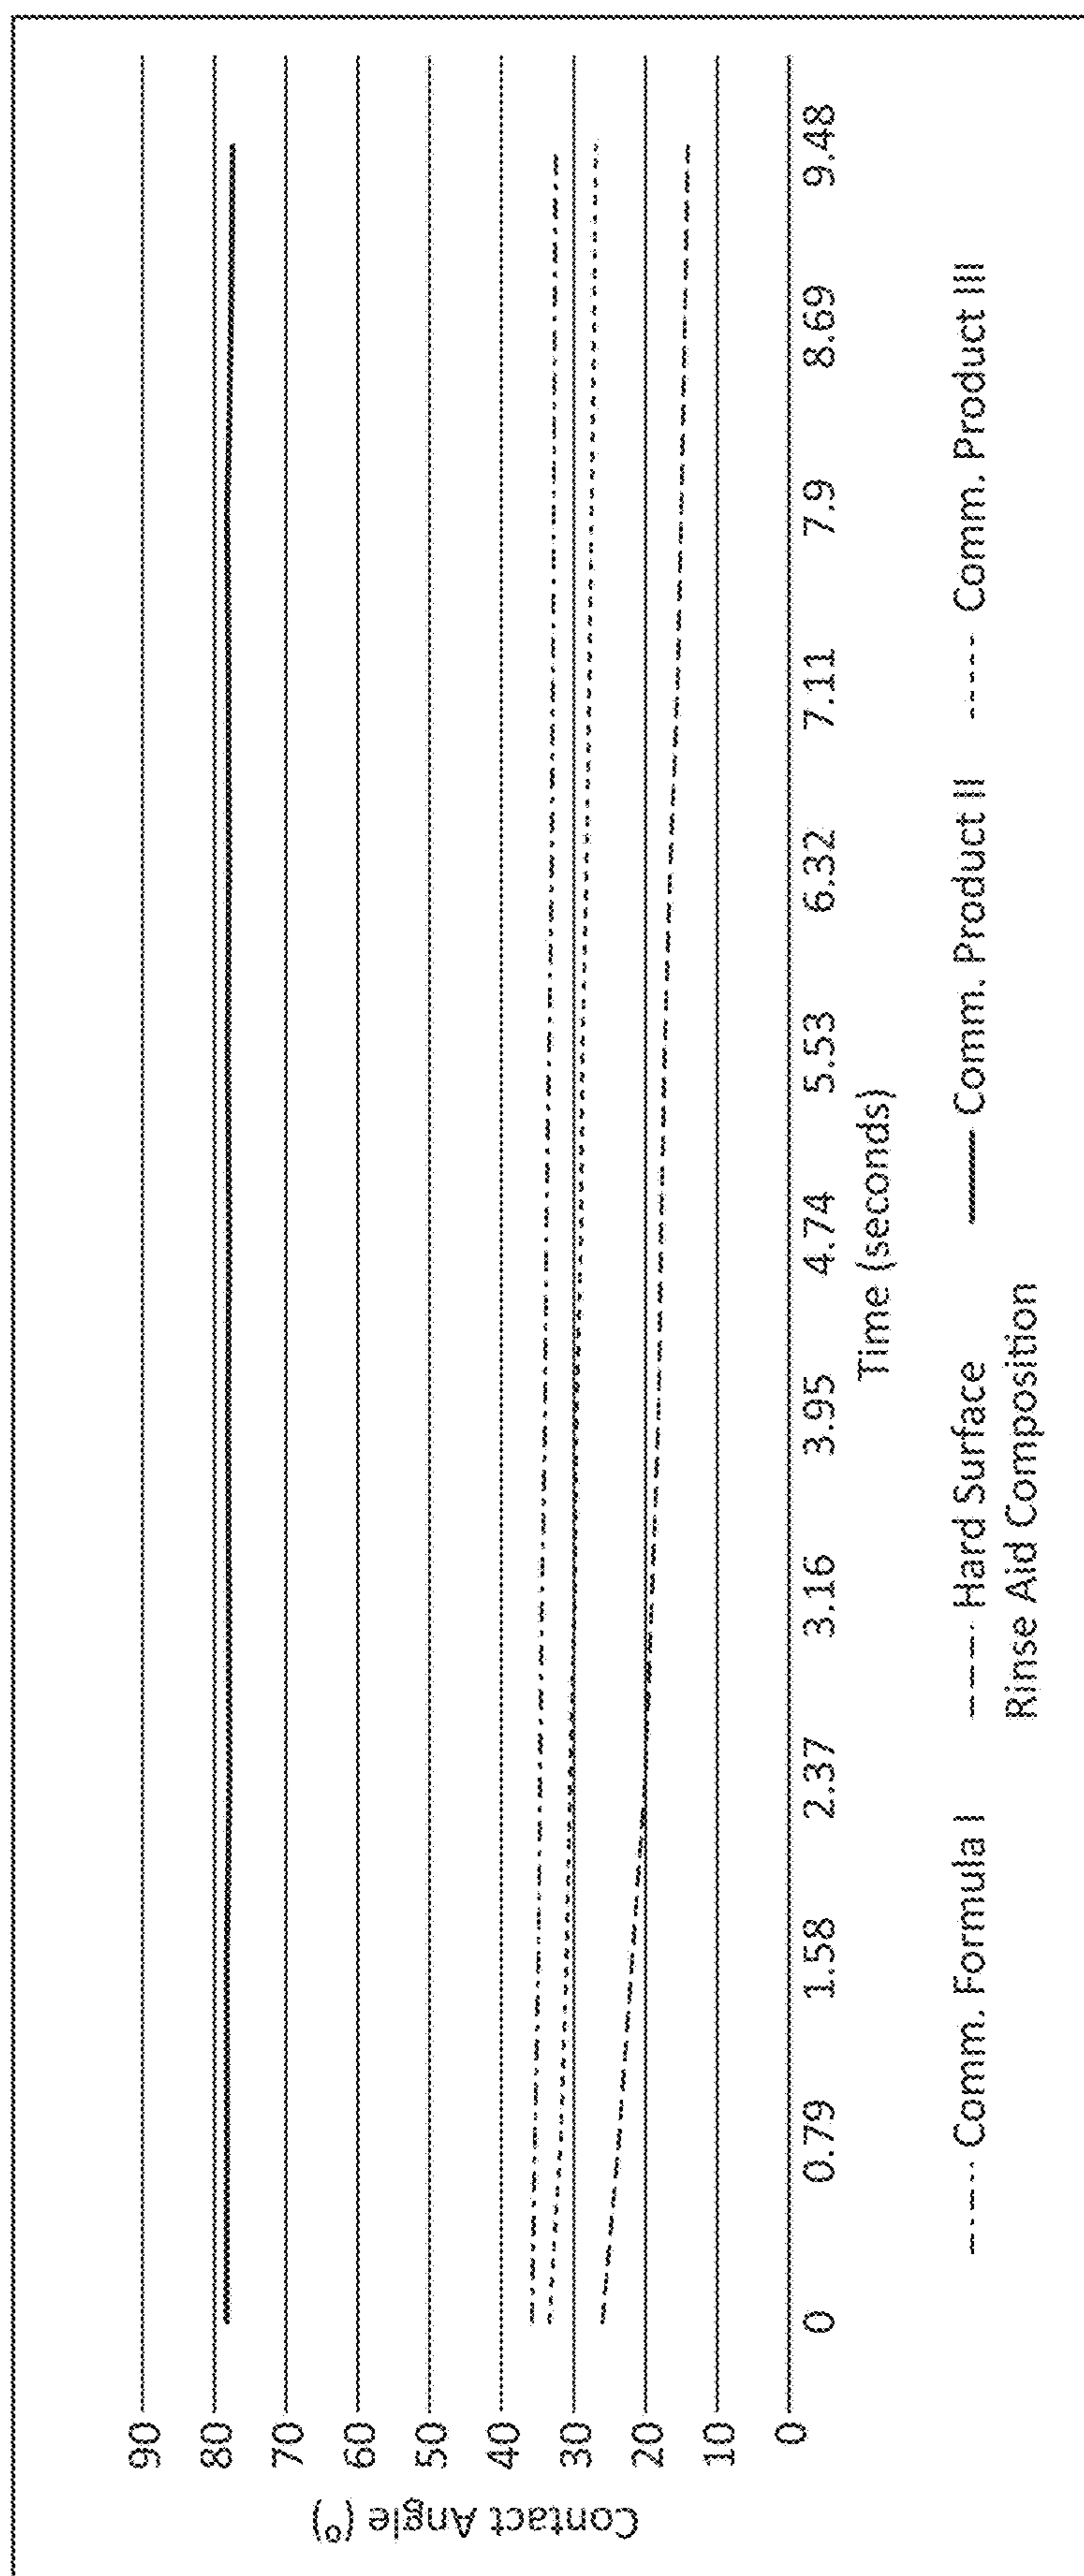 Contact Angle (º)
90
80
70
60
50
40
30
20
10
0
0 0.79 1.58 2.37 3.16 3.95 4.74 5.53 6.32 7.11 7.9 8.69 9.48
Time (seconds)
Comm. Formula I Hard Surface Comm. Product II Comm. Product III
Rinse Aid Composition